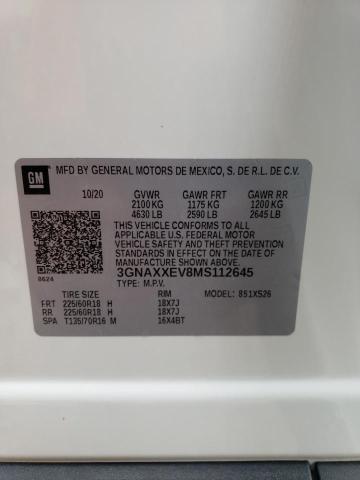 GM
MFD BY GENERAL MOTORS DE MEXICO, S. DE R.L. DE C.V.
10/20 GVWR GAWR FRT GAWR RR
2100 KG 1175 KG 1200 KG
4630 LB 2590 LB 2645 LB
THIS VEHICLE CONFORMS TO ALL APPLICABLE
U.S. FEDERAL MOTOR
VEHICLE SAFETY, BUMPER, AND THEFT PREVENTION
STANDARDS IN EFFECT ON THE DATE OF
MANUFACTURE SHOWN ABOVE.
3GNAXXEV8MS112645
8624 TYPE: M.P.V.
TIRE SIZE RIM MODEL: 851XS26
FRT 225/60R18 H 18X7J
RR 225/60R18 H 18X7J
SPA T135/70R16 M 16X4BT